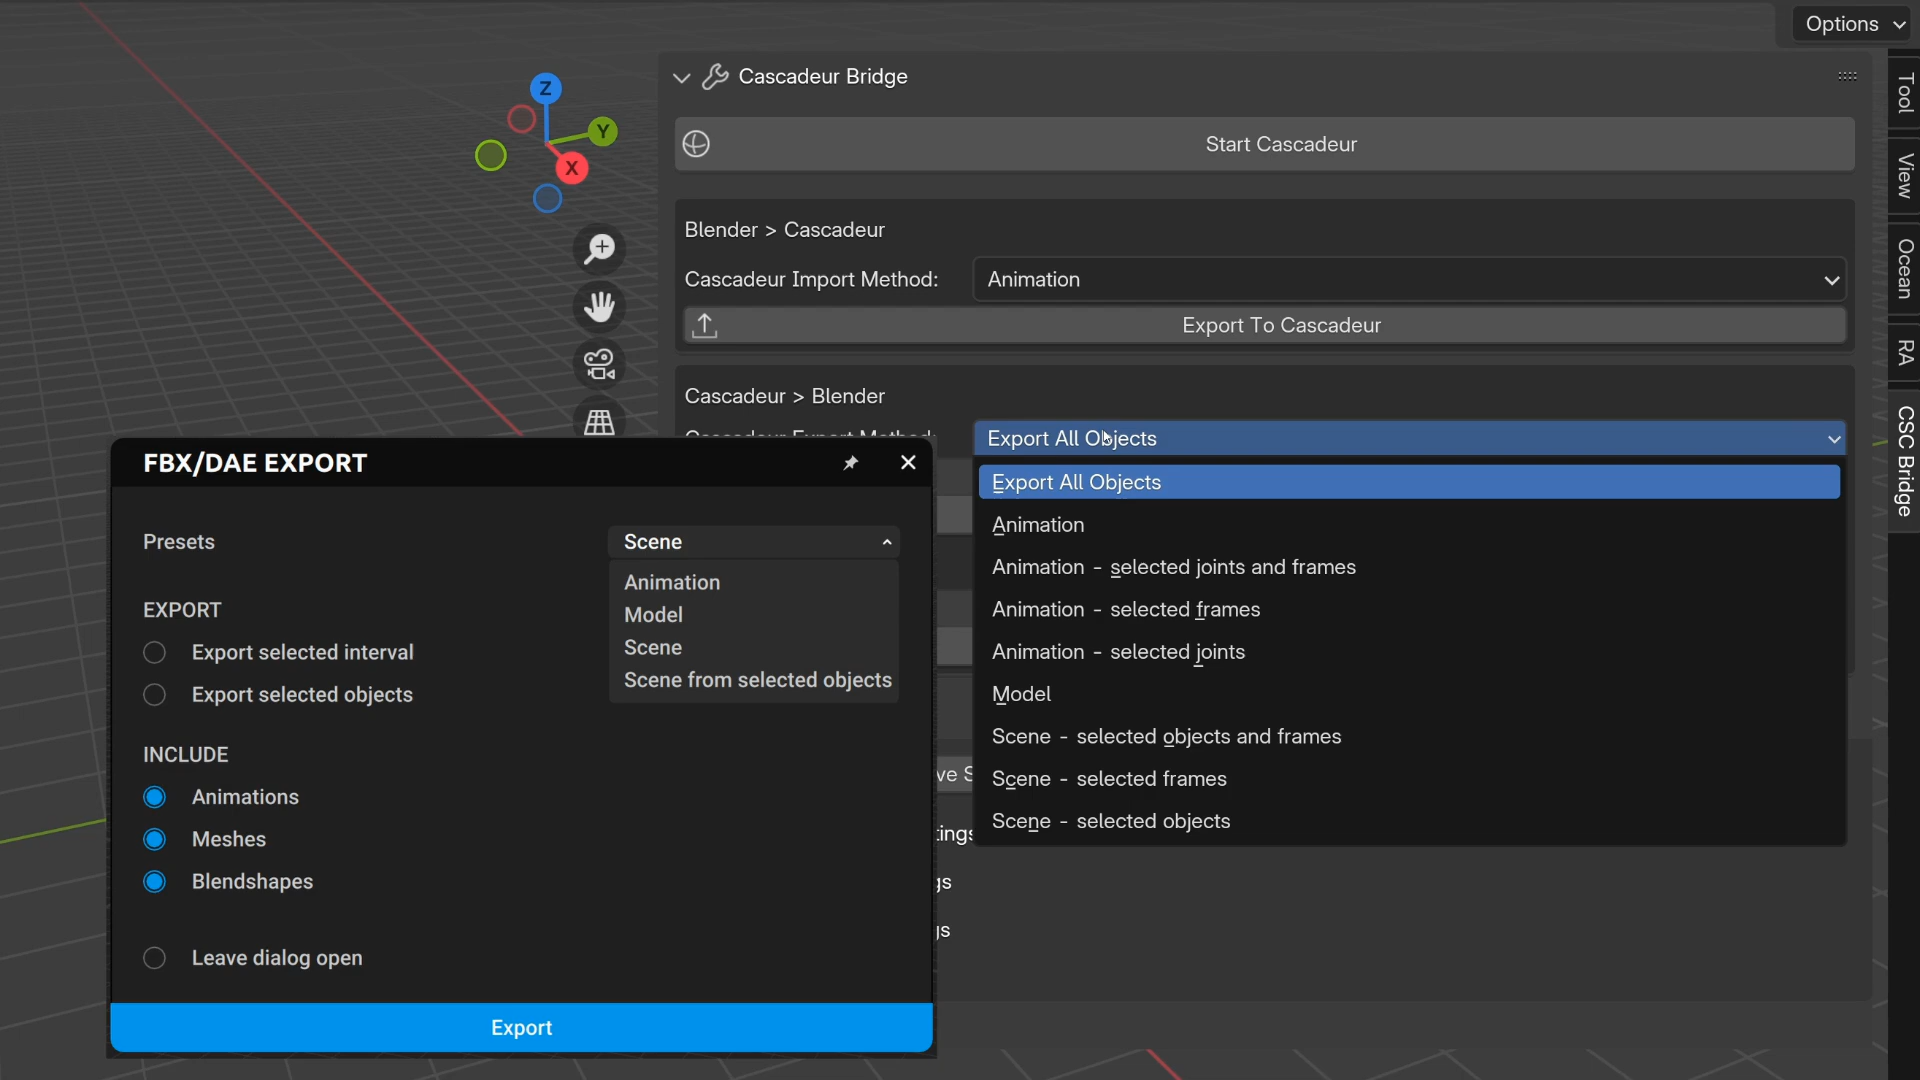 Options
Z
Y
X
Cascadeur Bridge
Start Cascadeur
Blender > Cascadeur
Cascadeur Import Method:
Animation
Export To Cascadeur
Cascadeur > Blender
Export All Objects
Export All Objects
Animation
Animation - selected joints and frames
Animation - selected frames
Animation - selected joints
Model
Scene - selected objects and frames
Scene - selected frames
Scene - selected objects
Tool
View
Ocean
RA
CSC Bridge
FBX/DAE EXPORT
Presets
Scene
Animation
Model
Scene
Scene from selected objects
EXPORT
Export selected interval
Export selected objects
INCLUDE
Animations
Meshes
Blendshapes
Leave dialog open
Export